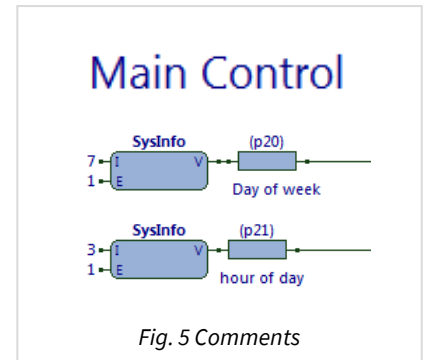 Main Control
SysInfo (p20)
7 I V
1 E
Day of week
SysInfo (p21)
3 I V
1 E
hour of day
Fig. 5 Comments